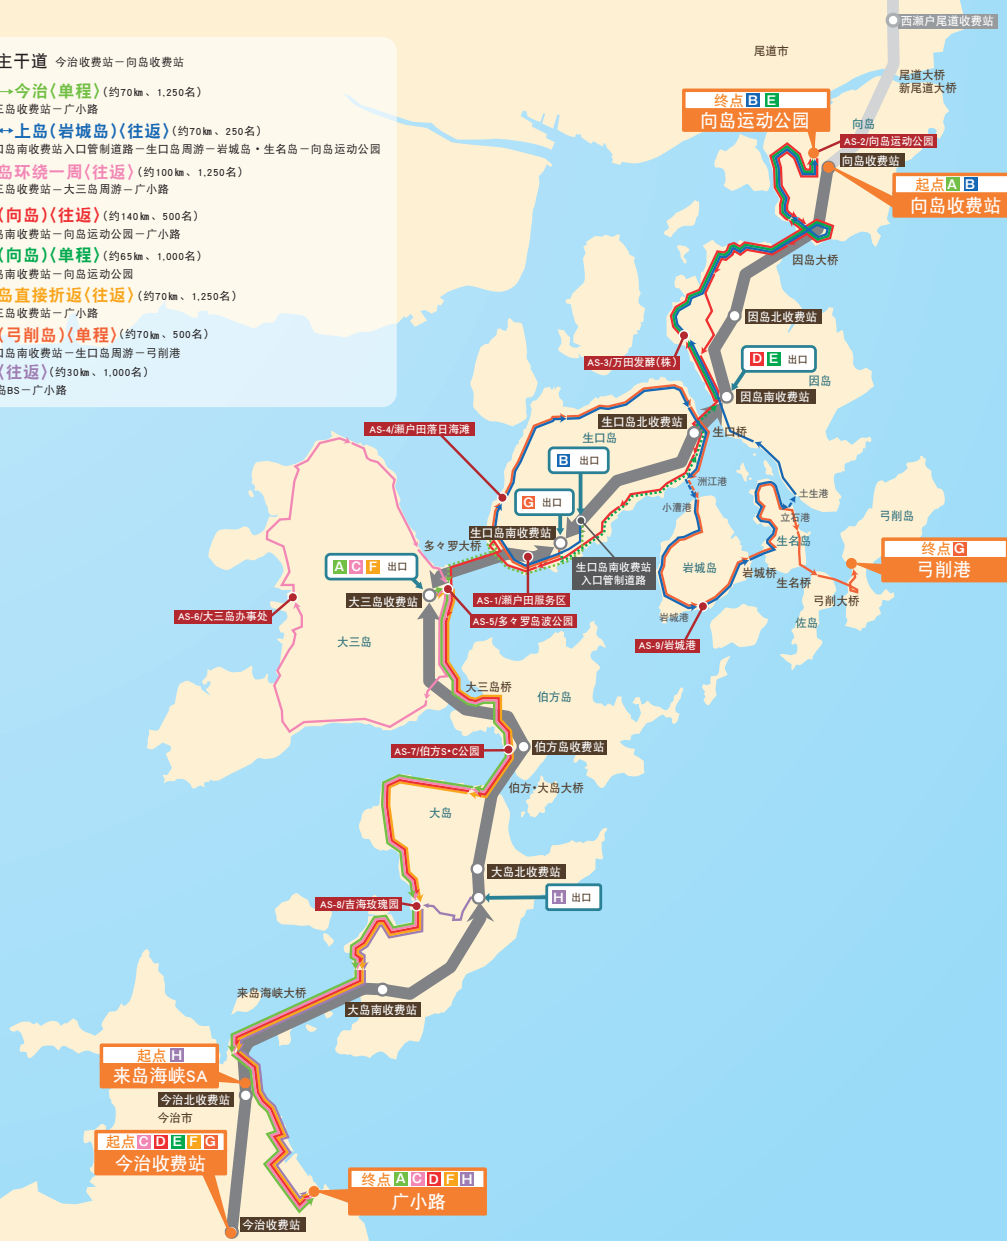 主干道 今治收费站－向岛收费站
→今治〈单程〉(约70㎞、1,250名)
三岛收费站－广小路
↔上岛(岩城岛)〈往返〉(约70㎞、250名)
口岛南收费站入口管制道路－生口岛周游－岩城岛・生名岛－向岛运动公园
岛环绕一周〈往返〉(约100㎞、1,250名)
三岛收费站－大三岛周游－广小路
(向岛)〈往返〉(约140㎞、500名)
岛南收费站－向岛运动公园－广小路
(向岛)〈单程〉(约65㎞、1,000名)
岛南收费站－向岛运动公园
岛直接折返〈往返〉(约70㎞、1,250名)
三岛收费站－广小路
(弓削岛)〈单程〉(约70㎞、500名)
口岛南收费站－生口岛周游－弓削港
〈往返〉(约30㎞、1,000名)
岛BS－广小路
西瀬户尾道收费站
尾道市
尾道大桥
新尾道大桥
终点 B E
向岛运动公园
向岛
AS-2/向岛运动公园
向岛收费站
起点 A B
向岛收费站
因岛大桥
因岛北收费站
AS-3/万田发酵(株)
D E 出口
因岛
因岛南收费站
生口岛北收费站
生口桥
生口岛
AS-4/濑户田落日海滩
B 出口
洲江港
土生港
G 出口
小漕港
立石港
弓削岛
生口岛南收费站
生名岛
多々罗大桥
终点 G
弓削港
A C F 出口
生口岛南收费站
入口管制道路
岩城岛
岩城桥
生名桥
大三岛收费站
AS-1/瀬户田服务区
弓削大桥
AS-6/大三岛办事处
AS-5/多々罗岛波公园
岩城港
佐岛
大三岛
AS-9/岩城港
大三岛桥
伯方岛
AS-7/伯方S・C公园
伯方岛收费站
伯方・大岛大桥
大岛
大岛北收费站
H 出口
AS-8/吉海玫瑰园
来岛海峡大桥
大岛南收费站
起点 H
来岛海峡SA
今治北收费站
今治市
起点 C D E F G
今治收费站
终点 A C D F H
广小路
今治收费站